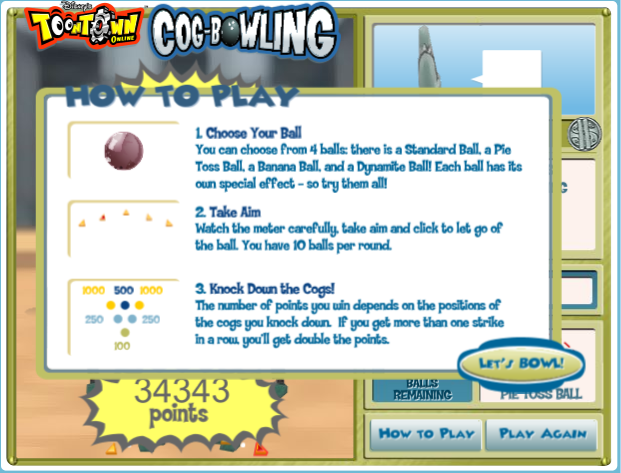 Disney's
TOONTOWN
ONLINE
COG-BOWLING
HOW TO PLAY
1. Choose Your Ball
You can choose from 4 balls: there is a Standard Ball, a Pie
Toss Ball, a Banana Ball, and a Dynamite Ball! Each ball has its
own special effect - so try them all!
2. Take Aim
Watch the meter carefully, take aim and click to let go of
the ball. You have 10 balls per round.
3. Knock Down the Cogs!
1000 500 1000
250 250
100
The number of points you win depends on the positions of
the cogs you knock down. If you get more than one strike
in a row, you'll get double the points.
LET'S BOWL!
34343
points
BALLS
REMAINING
PIE TOSS BALL
HOW TO PLAY
PLAY AGAIN